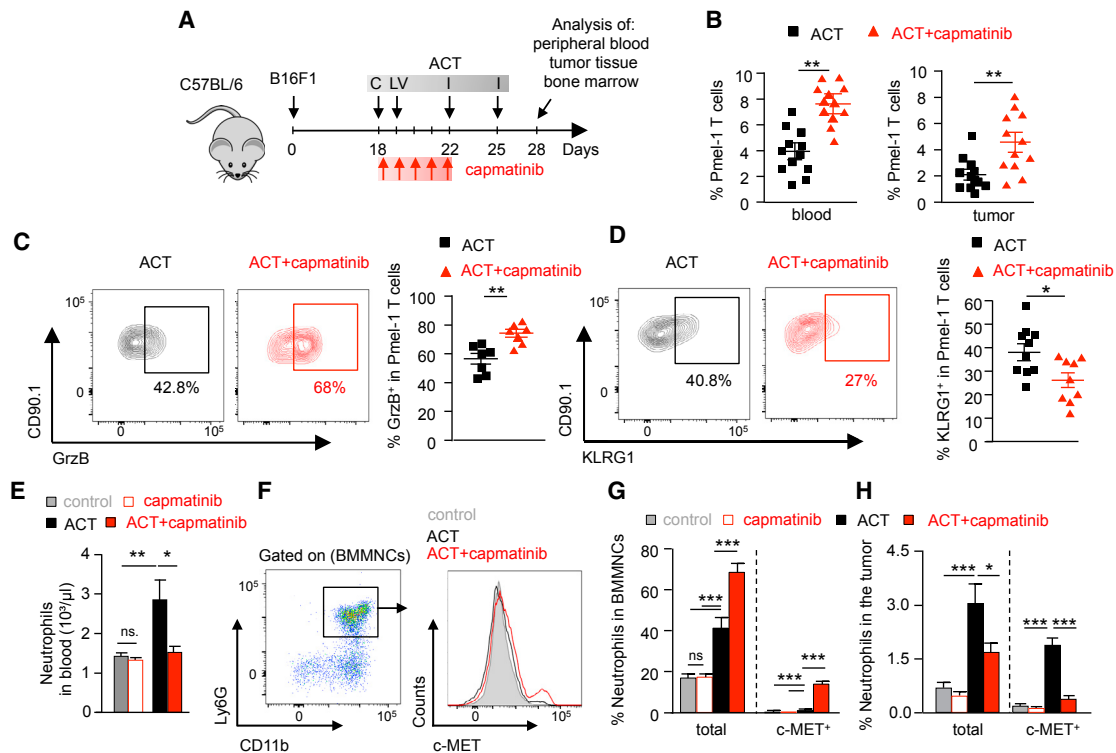 A
C57BL/6
B16F1
ACT
C LV I I
Analysis of:
peripheral blood
tumor tissue
bone marrow
0 18 22 25 28 Days
capmatinib
B
ACT ACT+capmatinib
% Pmel-1 T cells
10
8
6
4
2
0
**
blood
% Pmel-1 T cells
10
8
6
4
2
0
**
tumor
C
ACT
ACT+capmatinib
10⁵
0
42.8%
68%
0 10⁵
CD90.1
GrzB
ACT
ACT+capmatinib
% GrzB⁺ in Pmel-1 T cells
100
80
60
40
20
0
**
D
ACT
ACT+capmatinib
10⁵
0
40.8%
27%
0 10⁵
CD90.1
KLRG1
ACT
ACT+capmatinib
% KLRG1⁺ in Pmel-1 T cells
60
50
40
30
20
10
0
*
E
control capmatinib
ACT ACT+capmatinib
Neutrophils
in blood (10³/µl)
4
3
2
1
0
** *
ns.
F
control
ACT
ACT+capmatinib
Gated on (BMMNCs)
10⁵
0
0 10⁵
Ly6G
CD11b
Counts
0 10⁵
c-MET
G
control capmatinib ACT ACT+capmatinib
% Neutrophils in BMMNCs
80
60
40
20
0
***
***
ns
***
***
total c-MET⁺
H
% Neutrophils in the tumor
4.5
3.0
1.5
0
*** *
*** ***
total c-MET⁺